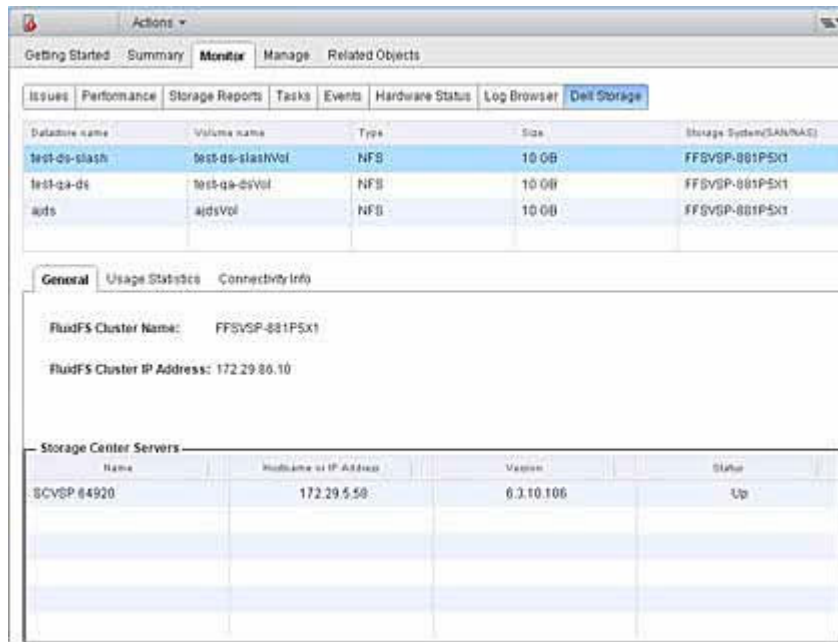 Actions
Getting Started Summary Monitor Manage Related Objects
Issues Performance Storage Reports Tasks Events Hardware Status Log Browser Dell Storage
Datastore name Volume name Type Size Storage System(SAN/NAS)
test-ds-slash test-ds-slashVol NFS 10 GB FFSVSP-881P5X1
test-qa-ds test-qa-dsVol NFS 10 GB FFSVSP-881P5X1
ajds ajdsVol NFS 10 GB FFSVSP-881P5X1
General Usage Statistics Connectivity Info
FluidFS Cluster Name: FFSVSP-881P5X1
FluidFS Cluster IP Address: 172.29.86.10
Storage Center Servers
Name Hostname or IP Address Version Status
SCVSP 64920 172.29.5.50 6.3.10.106 Up